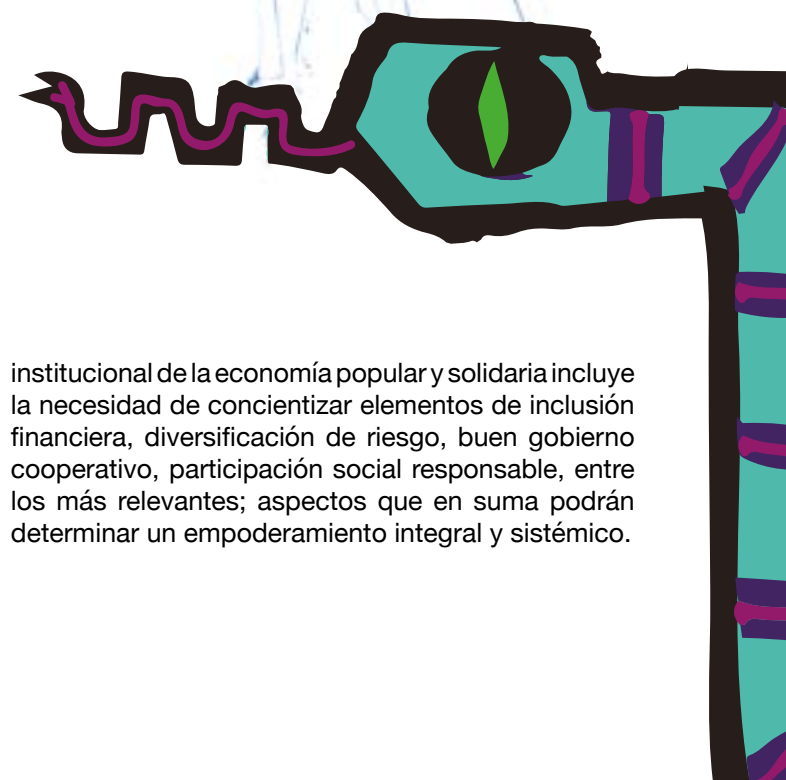 institucional de la economía popular y solidaria incluye
la necesidad de concientizar elementos de inclusión
financiera, diversificación de riesgo, buen gobierno
cooperativo, participación social responsable, entre
los más relevantes; aspectos que en suma podrán
determinar un empoderamiento integral y sistémico.